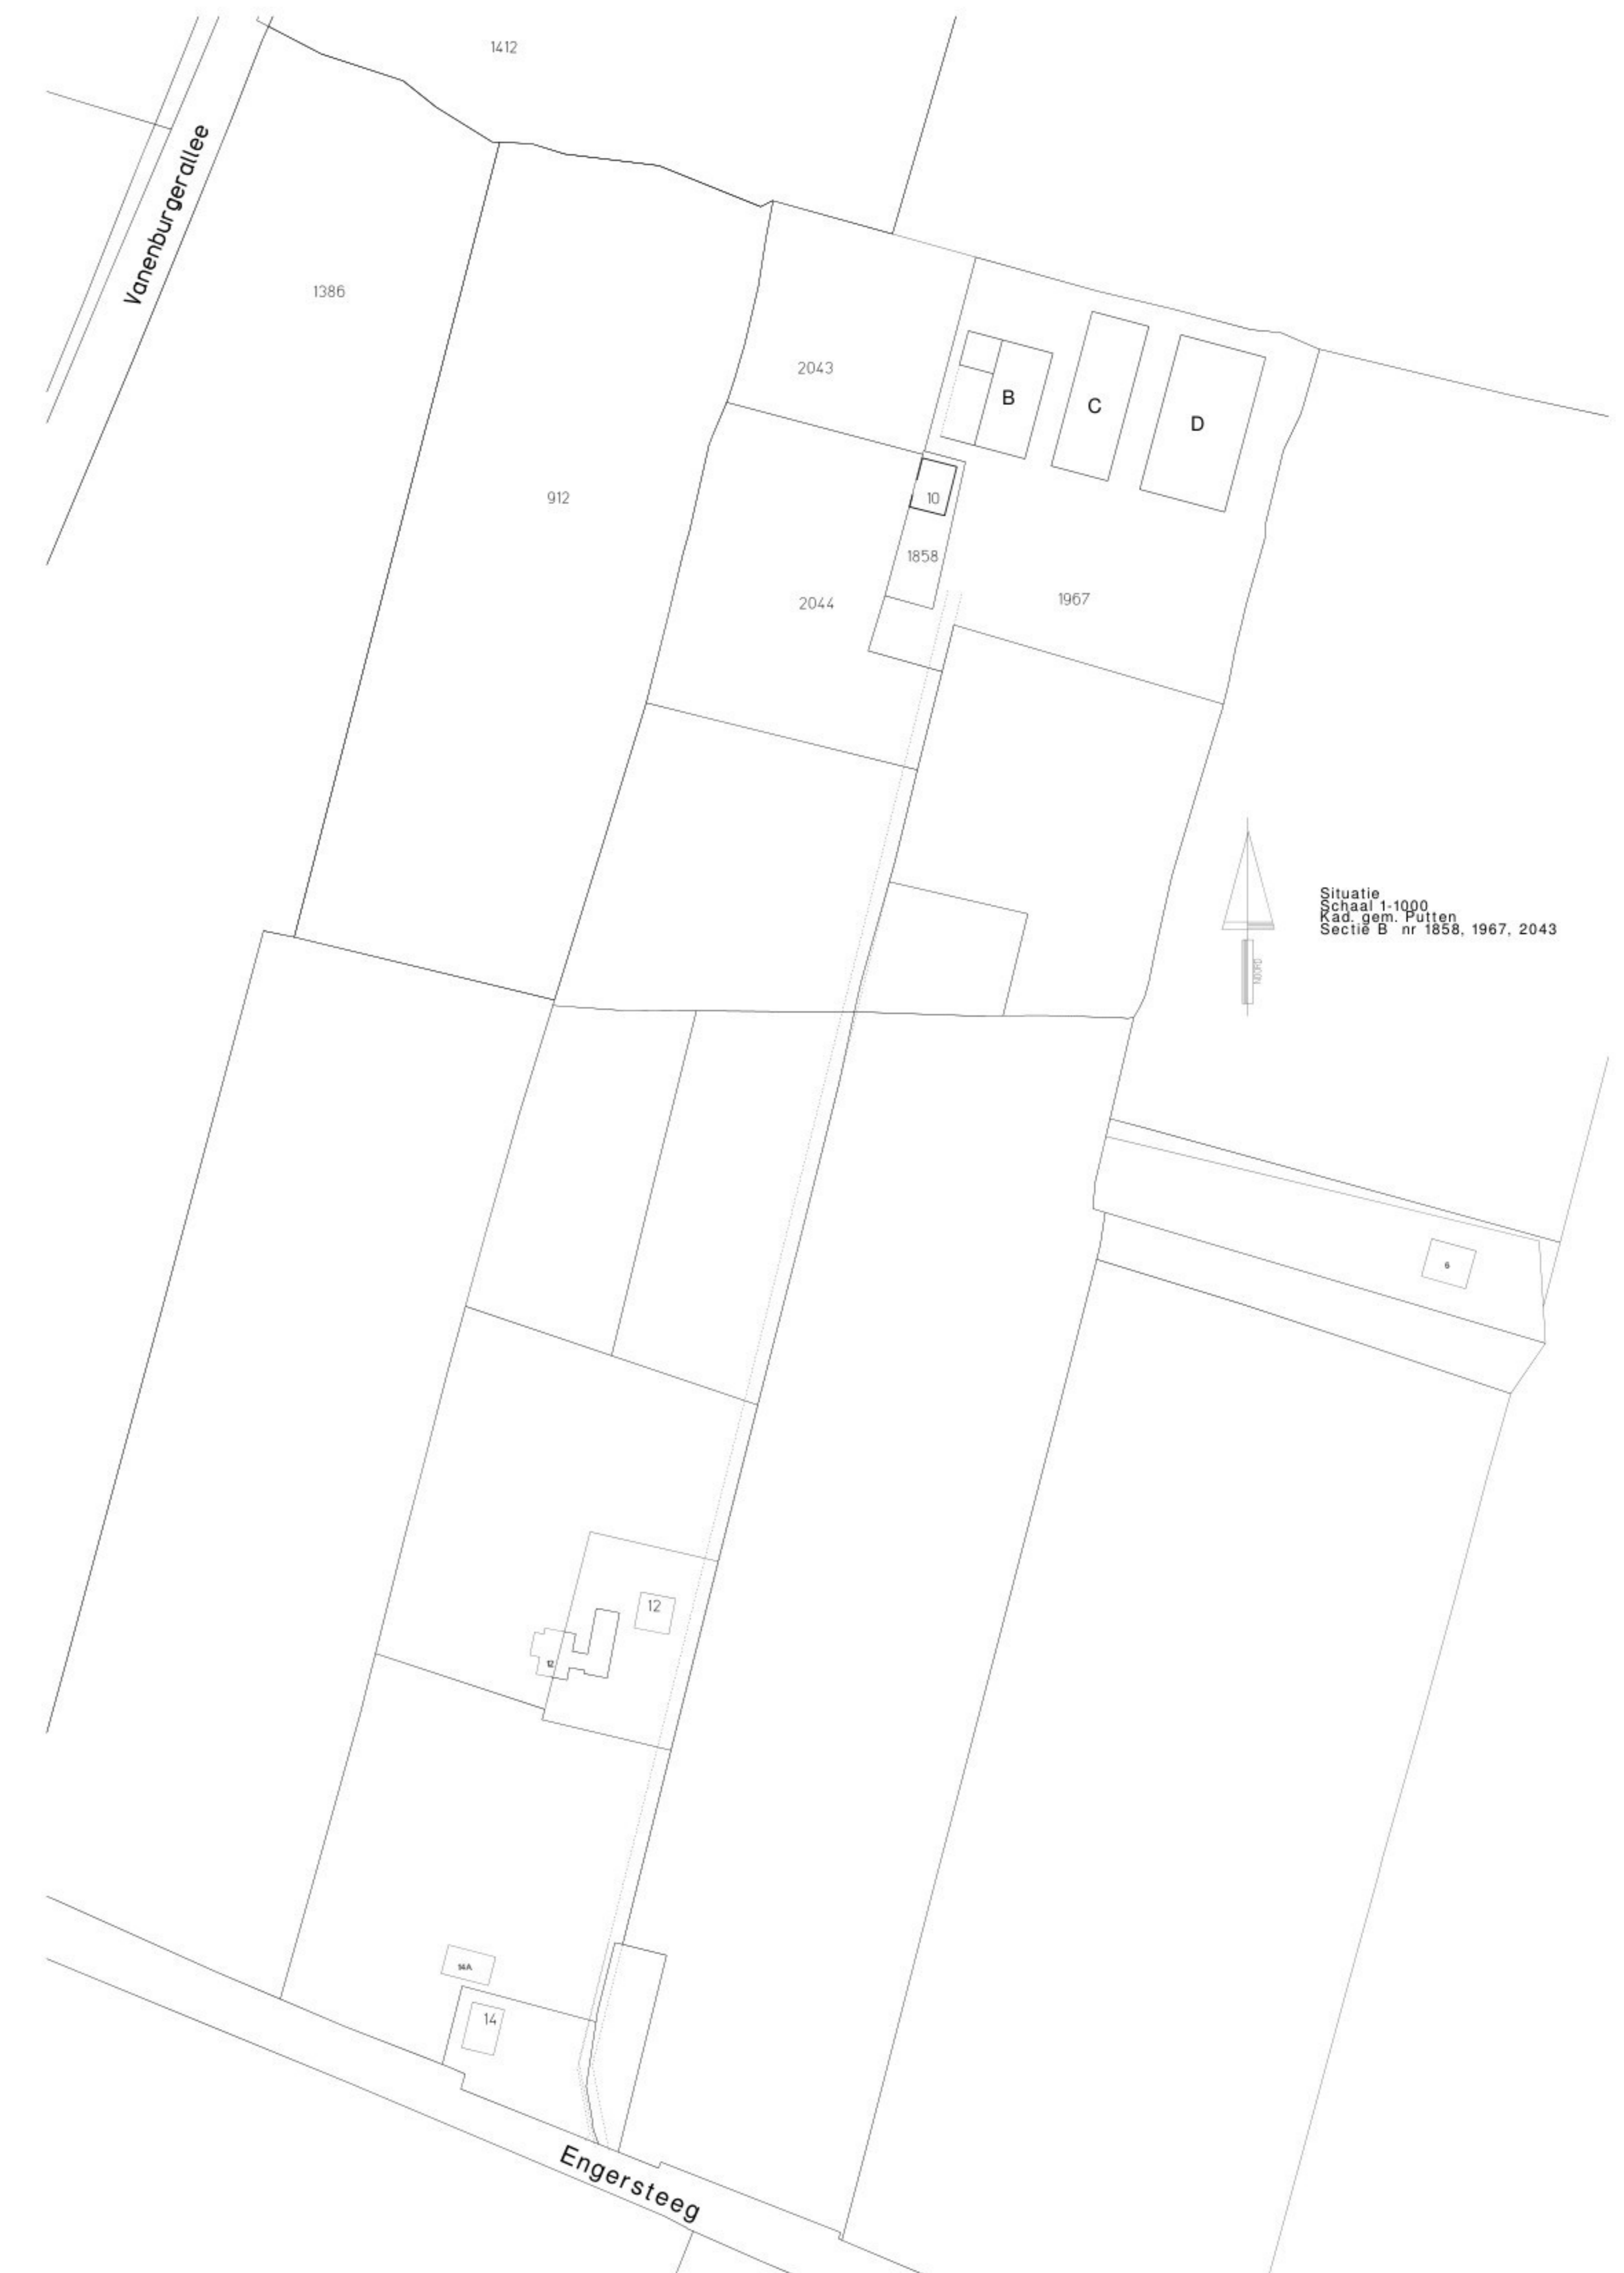 1412
Vanenburgerallee
1386
2043
B
C
D
912
10
1858
2044
1967
Situatie
Schaal 1-1000
Kad. gem. Putten
Sectie B nr 1858, 1967, 2043
NOORD
6
12
12
14A
14
Engersteeg